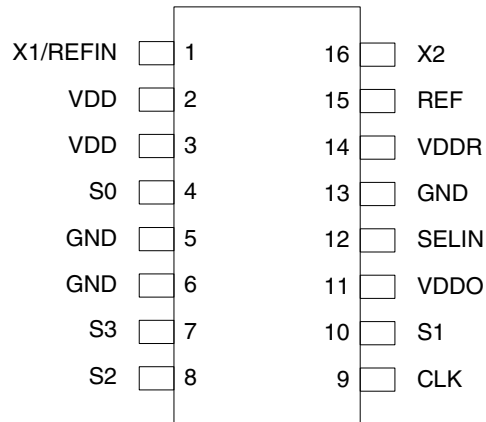 X1/REFIN 1 16 X2
VDD 2 15 REF
VDD 3 14 VDDR
S0 4 13 GND
GND 5 12 SELIN
GND 6 11 VDDO
S3 7 10 S1
S2 8 9 CLK